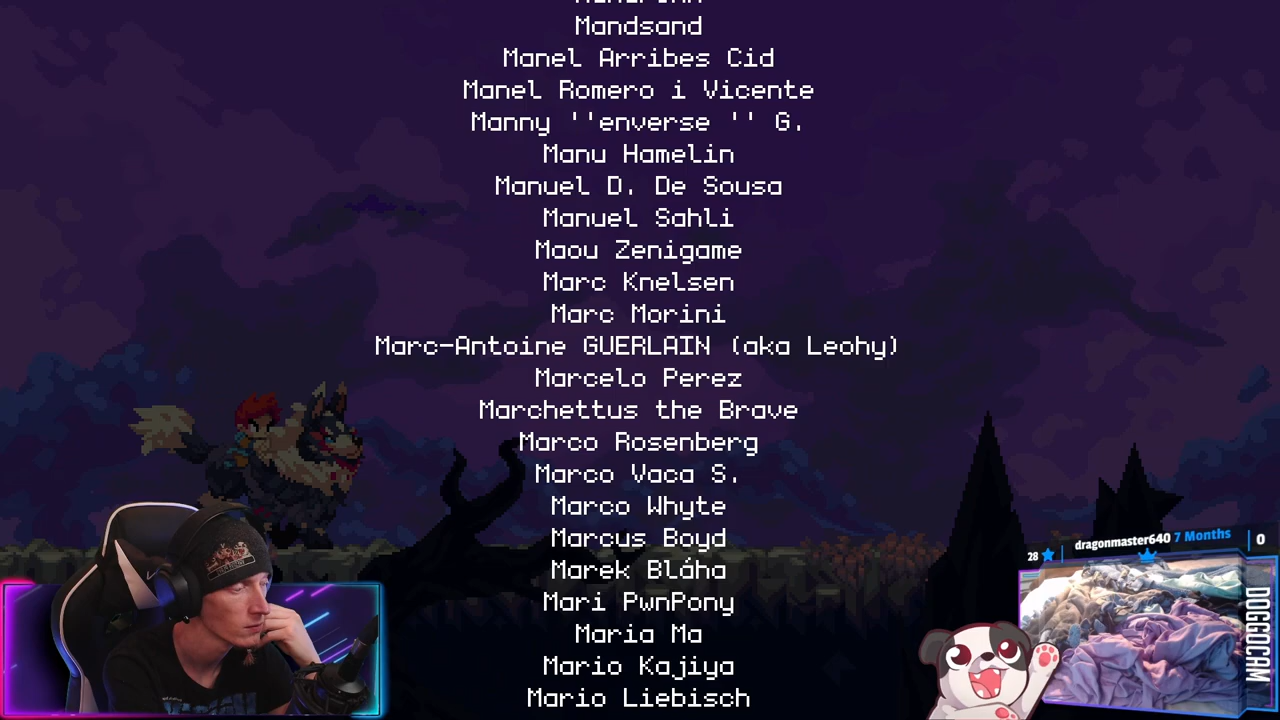 Mandsand
Manel Arribes Cid
Manel Romero i Vicente
Manny ''enverse '' G.
Manu Hamelin
Manuel D. De Sousa
Manuel Sahli
Maou Zenigame
Marc Knelsen
Marc Morini
Marc-Antoine GUERLAIN (aka Leohy)
Marcelo Perez
Marchettus the Brave
Marco Rosenberg
Marco Vaca S.
Marco Whyte
Marcus Boyd
Marek Bláha
Mari PwnPony
Maria Ma
Mario Kajiya
Mario Liebisch
28
dragonmaster640 7 Months
0
DOGGOCAM